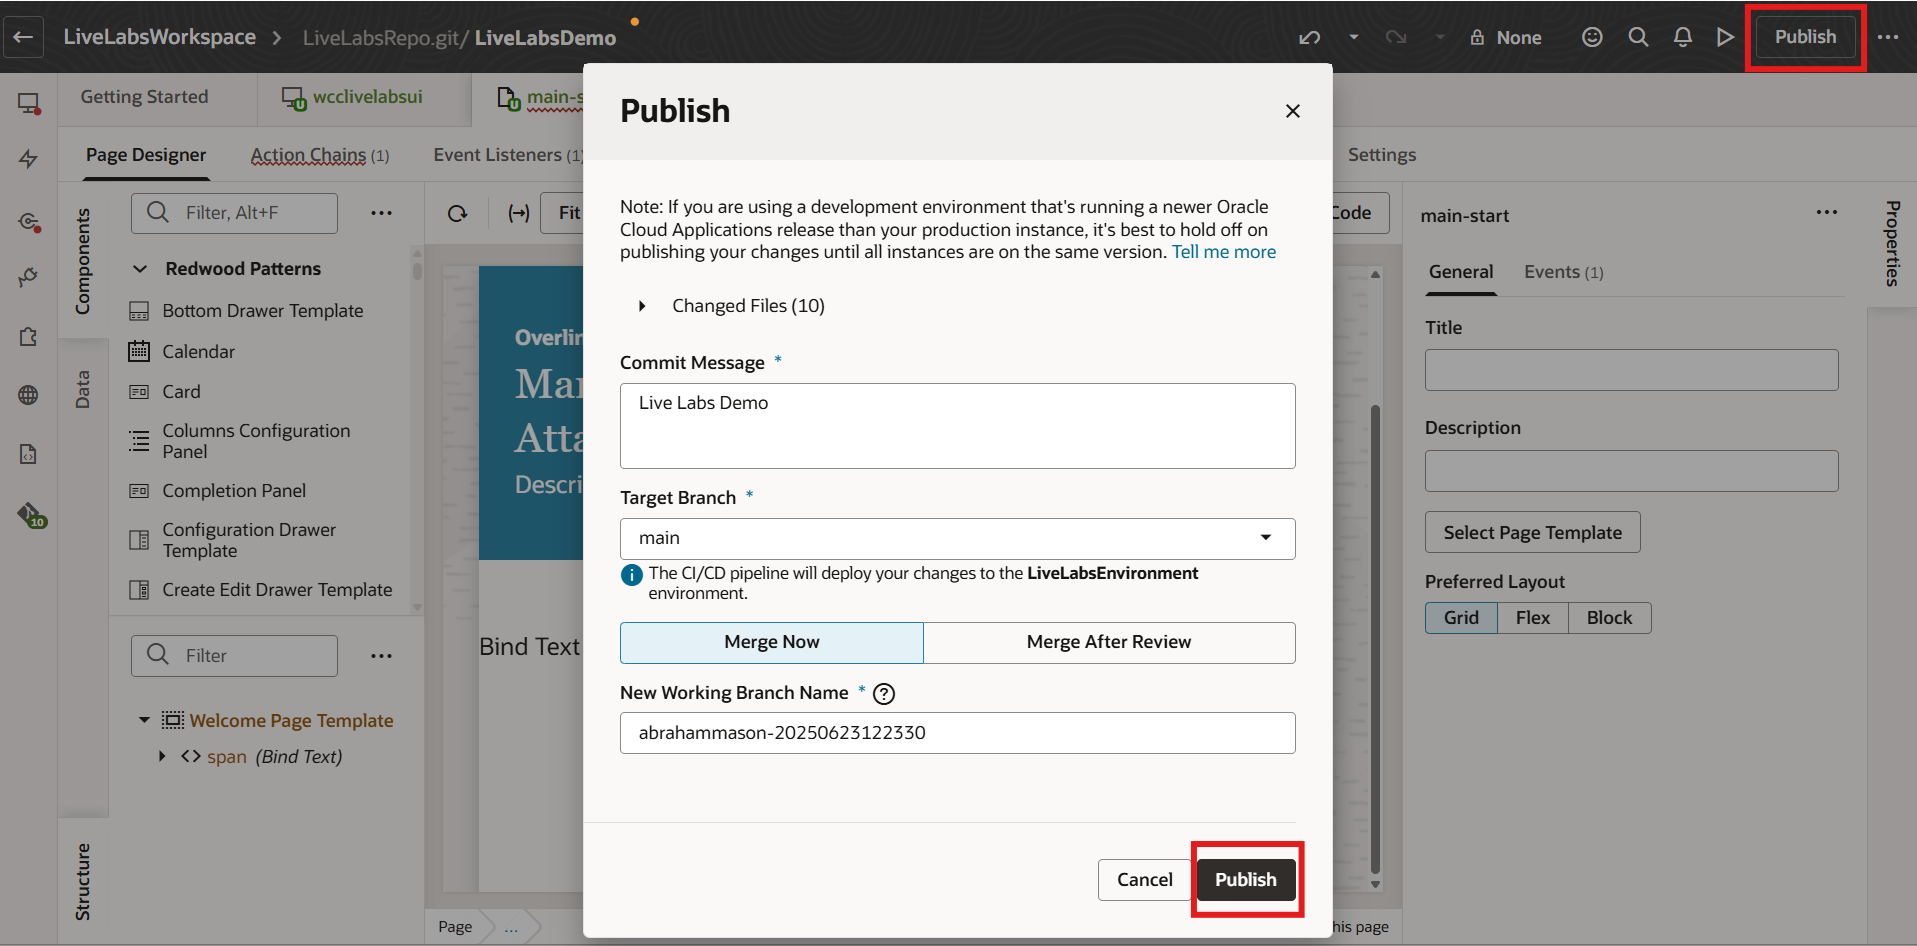 LiveLabsWorkspace > LiveLabsRepo.git/ LiveLabsDemo
None
Publish
Getting Started
wcclivelabsui
main-s
Page Designer
Action Chains (1)
Event Listeners (1)
Settings
Components
Data
Structure
Filter, Alt+F
Redwood Patterns
Bottom Drawer Template
Calendar
Card
Columns Configuration
Panel
Completion Panel
Configuration Drawer
Template
Create Edit Drawer Template
10
Filter
Welcome Page Template
span (Bind Text)
Fit
Code
Overlin
Mar
Atta
Descri
Bind Text
Page
...
his page
Publish
Note: If you are using a development environment that's running a newer Oracle
Cloud Applications release than your production instance, it's best to hold off on
publishing your changes until all instances are on the same version. Tell me more
Changed Files (10)
Commit Message *
Live Labs Demo
Target Branch *
main
The CI/CD pipeline will deploy your changes to the LiveLabsEnvironment
environment.
Merge Now
Merge After Review
New Working Branch Name *
abrahammason-20250623122330
Cancel
Publish
main-start
Properties
General
Events (1)
Title
Description
Select Page Template
Preferred Layout
Grid
Flex
Block